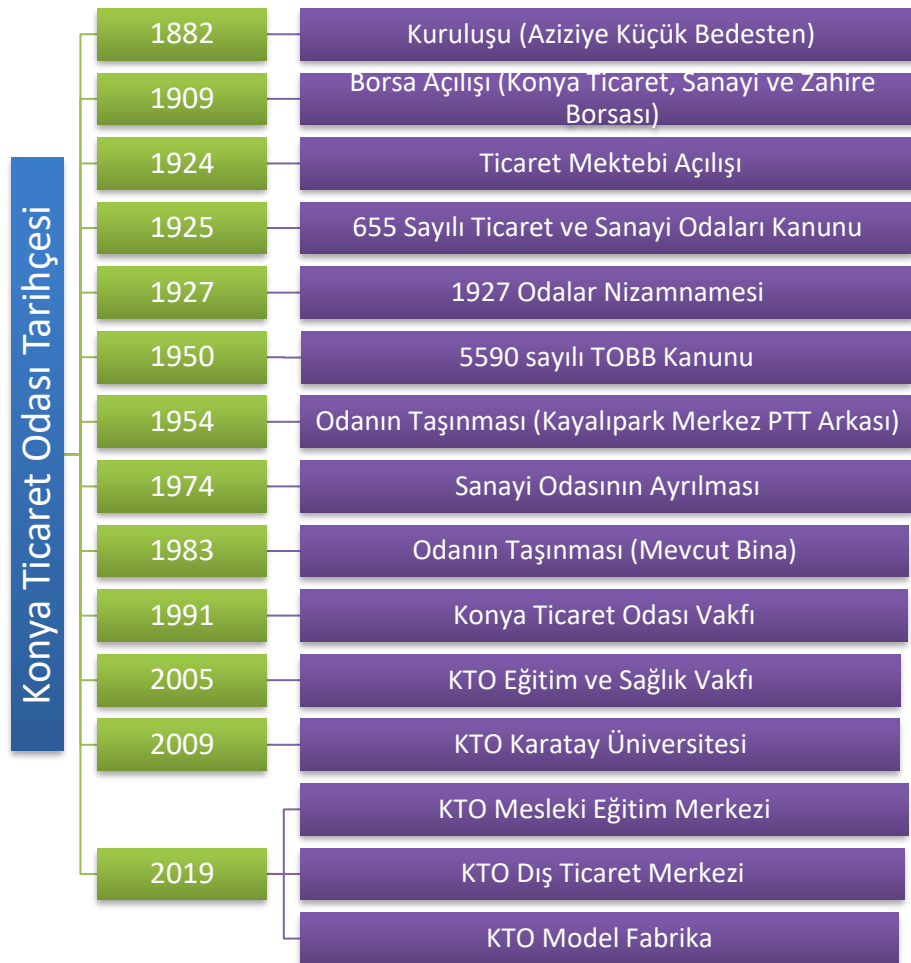 Konya Ticaret Odası Tarihçesi
1882
Kuruluşu (Aziziye Küçük Bedesten)
1909
Borsa Açılışı (Konya Ticaret, Sanayi ve Zahire
Borsası)
1924
Ticaret Mektebi Açılışı
1925
655 Sayılı Ticaret ve Sanayi Odaları Kanunu
1927
1927 Odalar Nizamnamesi
1950
5590 sayılı TOBB Kanunu
1954
Odanın Taşınması (Kayalıpark Merkez PTT Arkası)
1974
Sanayi Odasının Ayrılması
1983
Odanın Taşınması (Mevcut Bina)
1991
Konya Ticaret Odası Vakfı
2005
KTO Eğitim ve Sağlık Vakfı
2009
KTO Karatay Üniversitesi
2019
KTO Mesleki Eğitim Merkezi
KTO Dış Ticaret Merkezi
KTO Model Fabrika